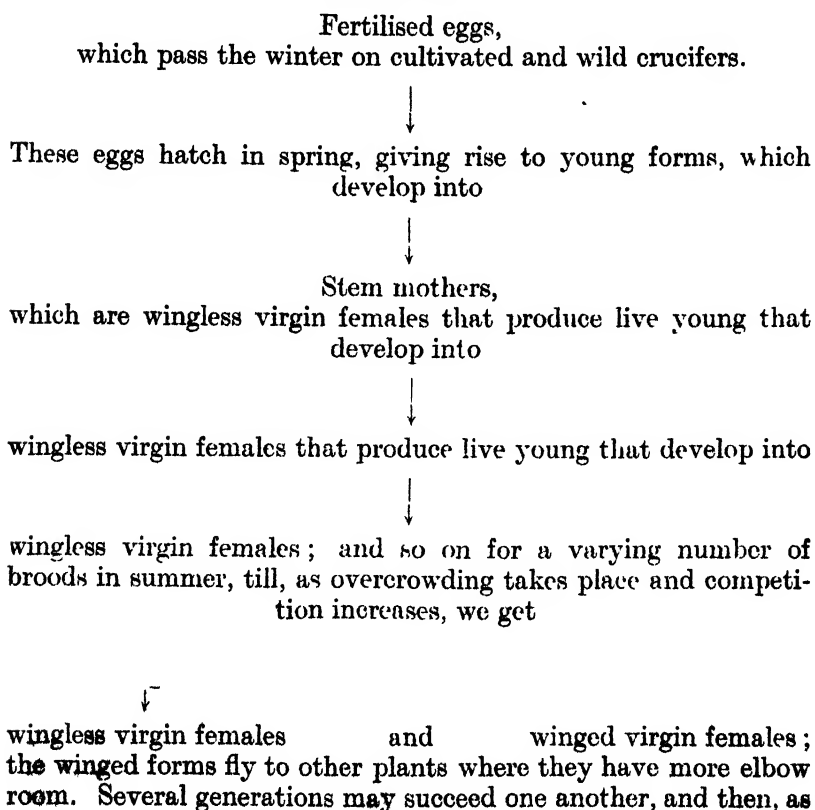 Fertilised eggs,
which pass the winter on cultivated and wild crucifers.
These eggs hatch in spring, giving rise to young forms, which
develop into
Stem mothers,
which are wingless virgin females that produce live young that
develop into
wingless virgin females that produce live young that develop into
wingless virgin females; and so on for a varying number of
broods in summer, till, as overcrowding takes place and competi-
tion increases, we get
wingless virgin females and winged virgin females;
the winged forms fly to other plants where they have more elbow
room. Several generations may succeed one another, and then, as